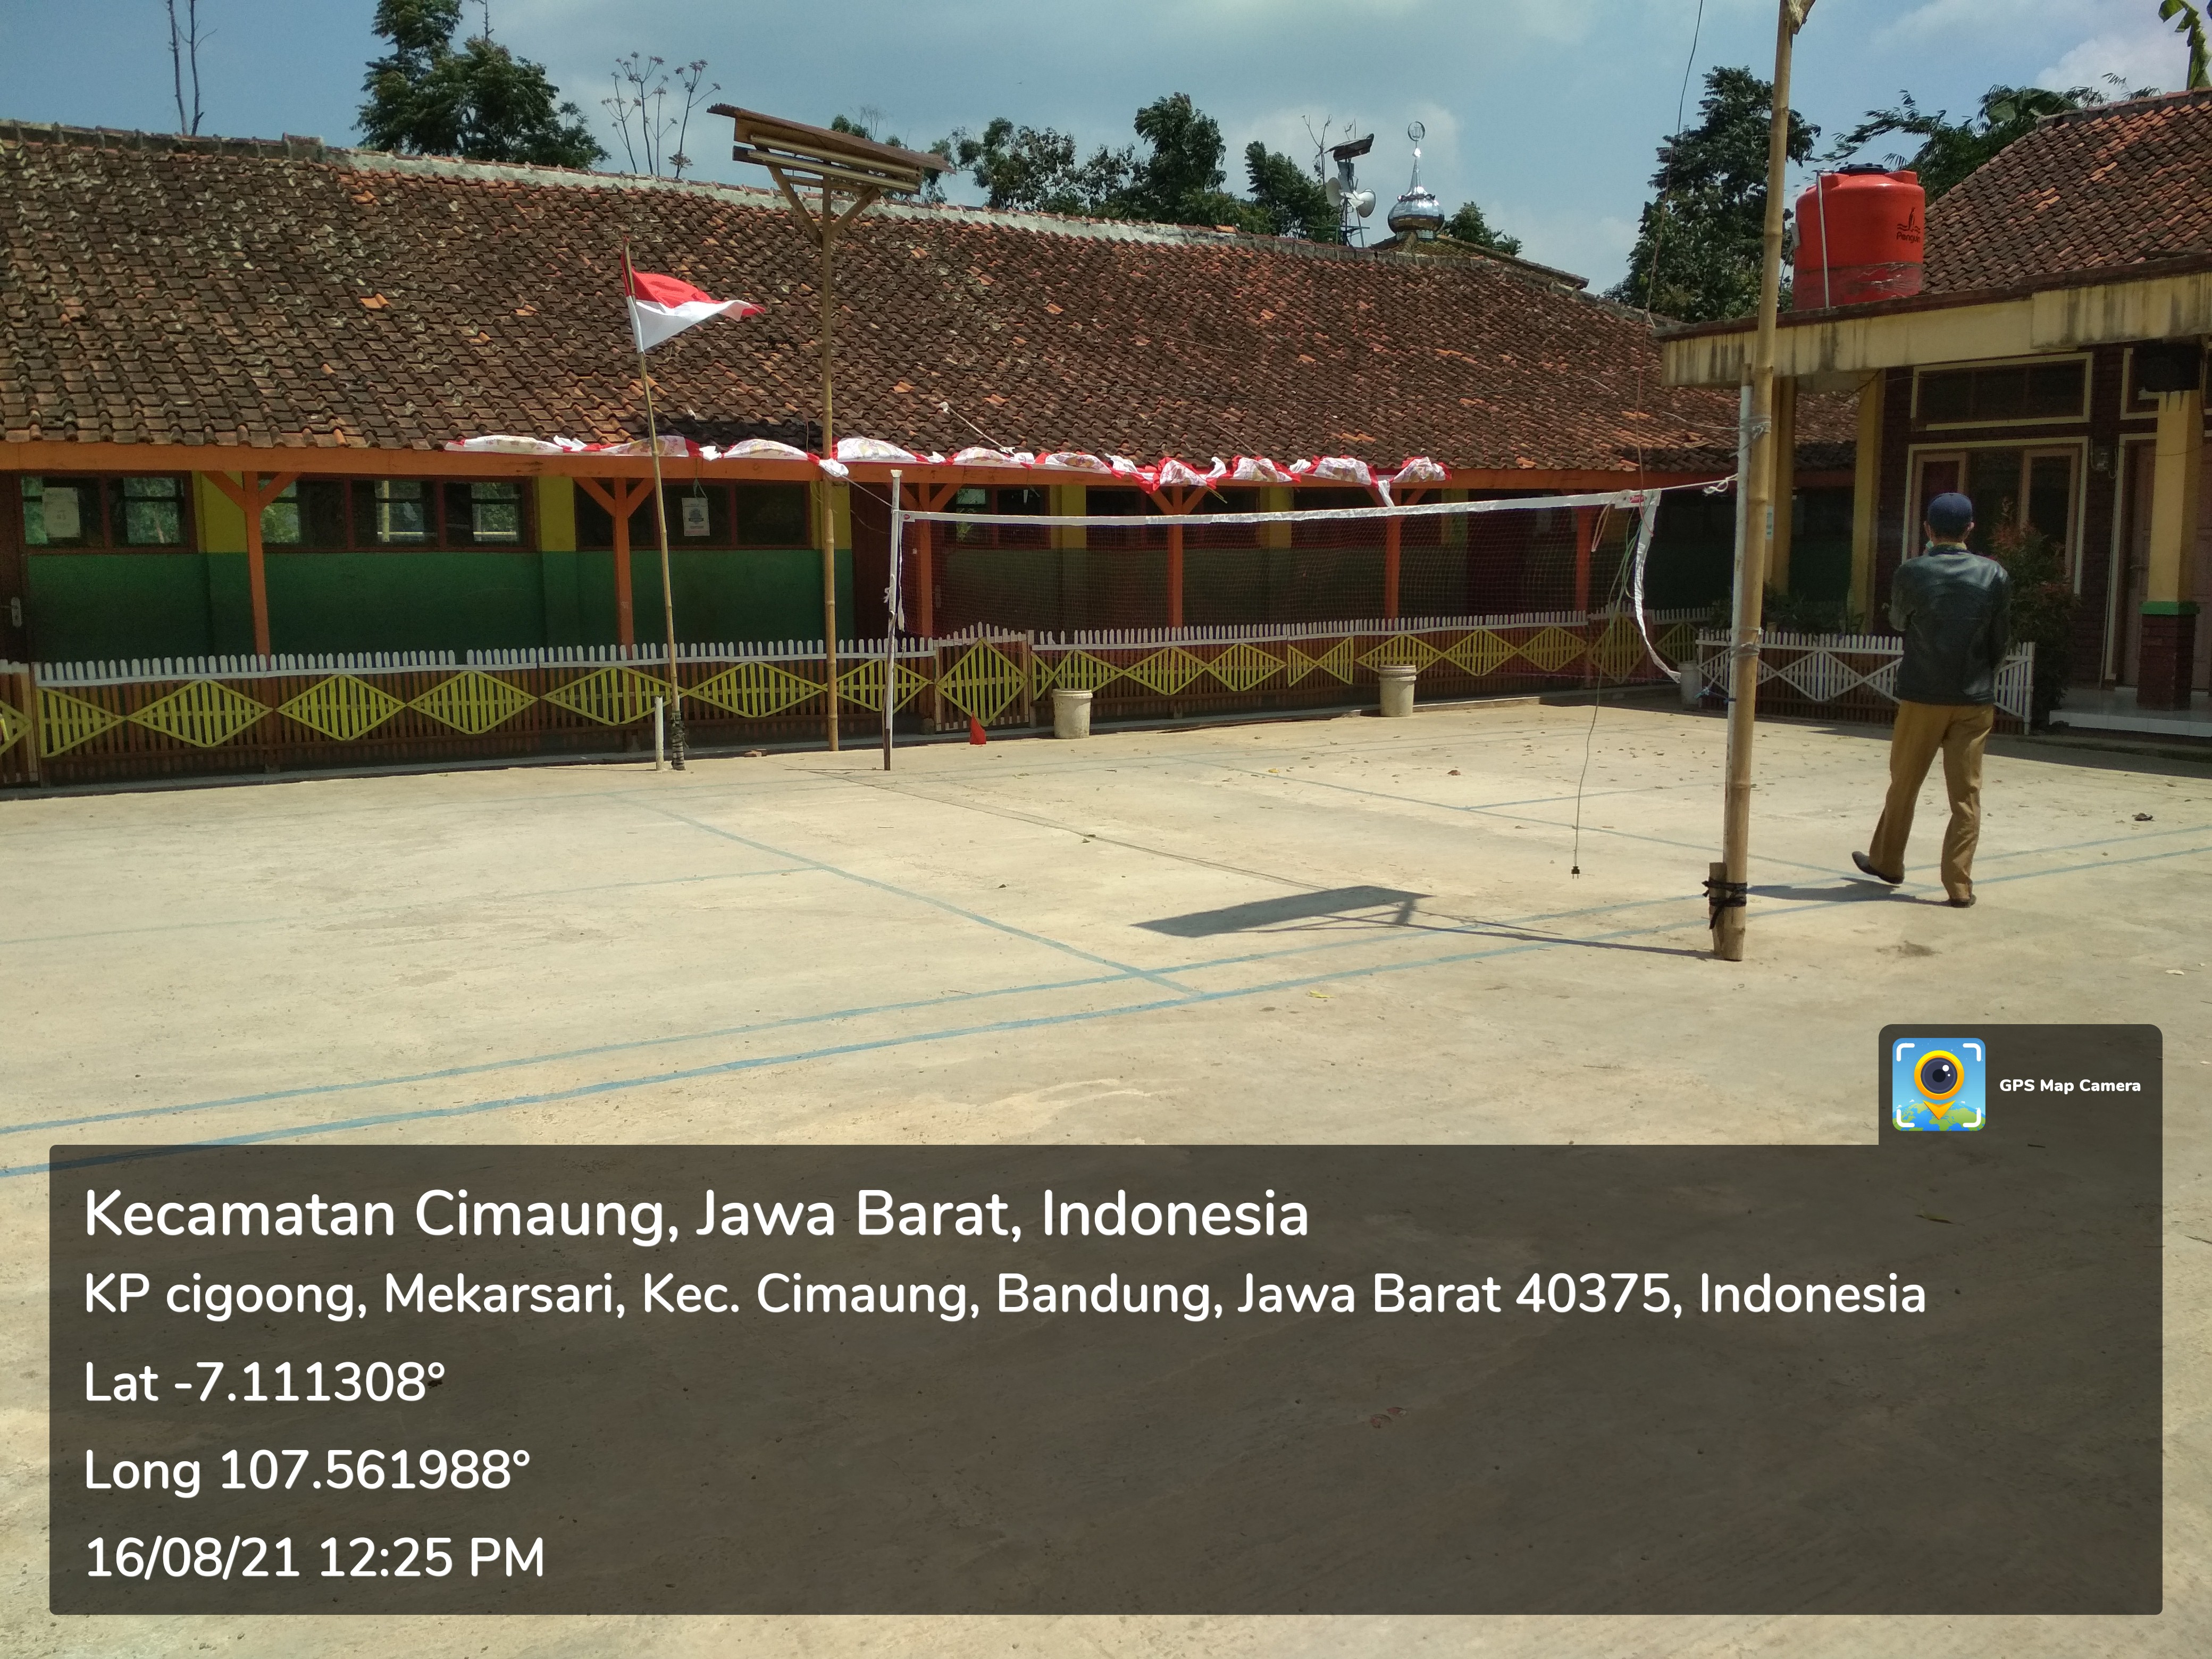 Penguin
GPS Map Camera
Kecamatan Cimaung, Jawa Barat, Indonesia
KP cigoong, Mekarsari, Kec. Cimaung, Bandung, Jawa Barat 40375, Indonesia
Lat -7.111308°
Long 107.561988°
16/08/21 12:25 PM